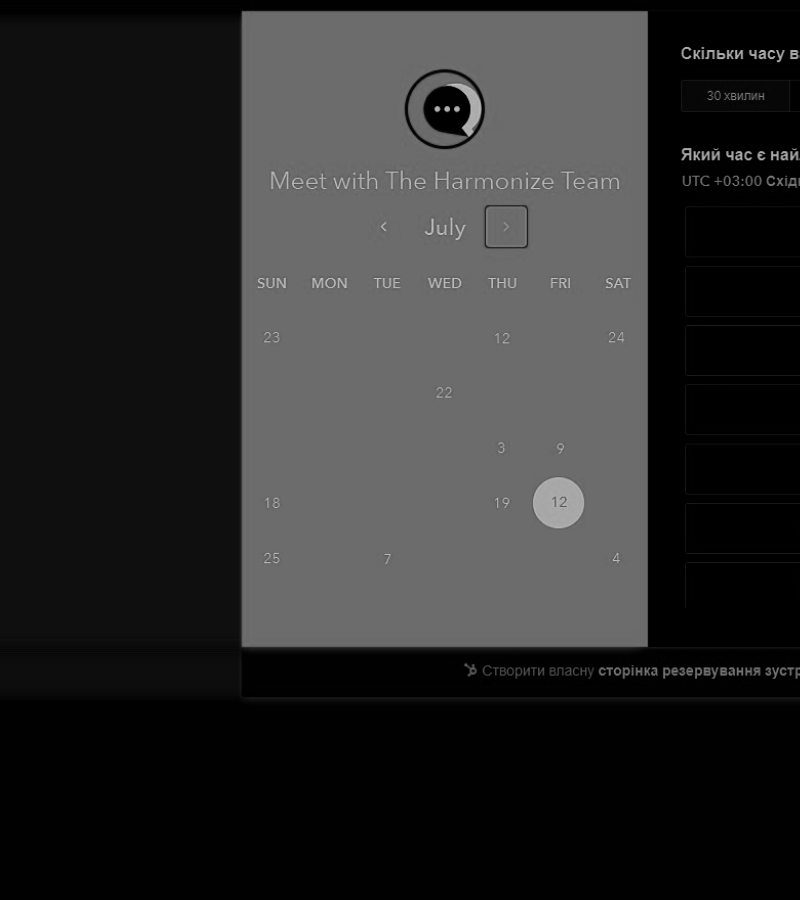 Скільки часу в
30 хвилин
Meet with The Harmonize Team
July
SUN MON TUE WED THU FRI SAT
23 12 24
22
3 9
18 19 12
25 7 4
Який час є най
UTC +03:00 Східн
Створити власну сторінка резервування зустр